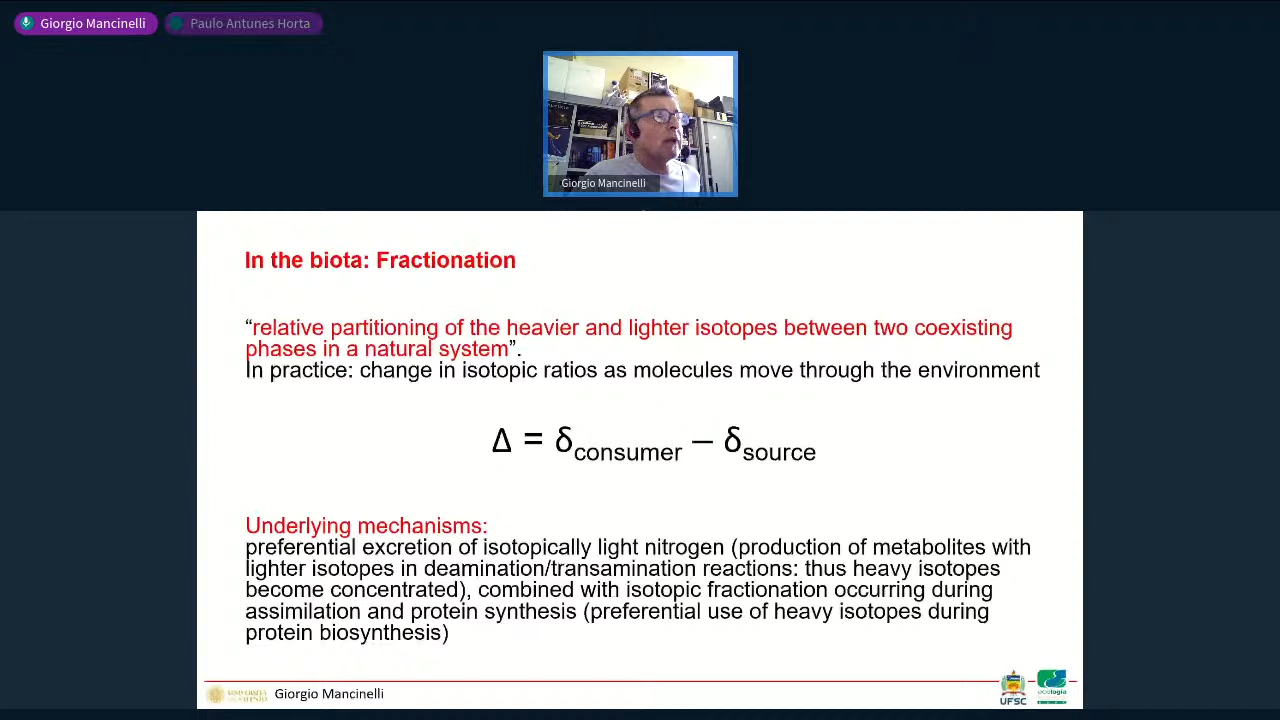 Giorgio Mancinelli
Paulo Antunes Horta
Giorgio Mancinelli
In the biota: Fractionation
“relative partitioning of the heavier and lighter isotopes between two coexisting
phases in a natural system”.
In practice: change in isotopic ratios as molecules move through the environment
Δ = δconsumer – δsource
Underlying mechanisms:
preferential excretion of isotopically light nitrogen (production of metabolites with
lighter isotopes in deamination/transamination reactions: thus heavy isotopes
become concentrated), combined with isotopic fractionation occurring during
assimilation and protein synthesis (preferential use of heavy isotopes during
protein biosynthesis)
Giorgio Mancinelli
UFSC
ecologia